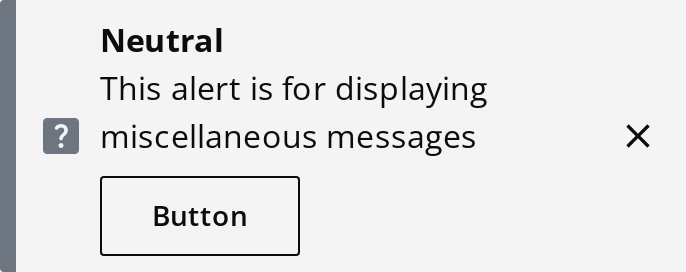 Neutral
This alert is for displaying
miscellaneous messages
?
Button